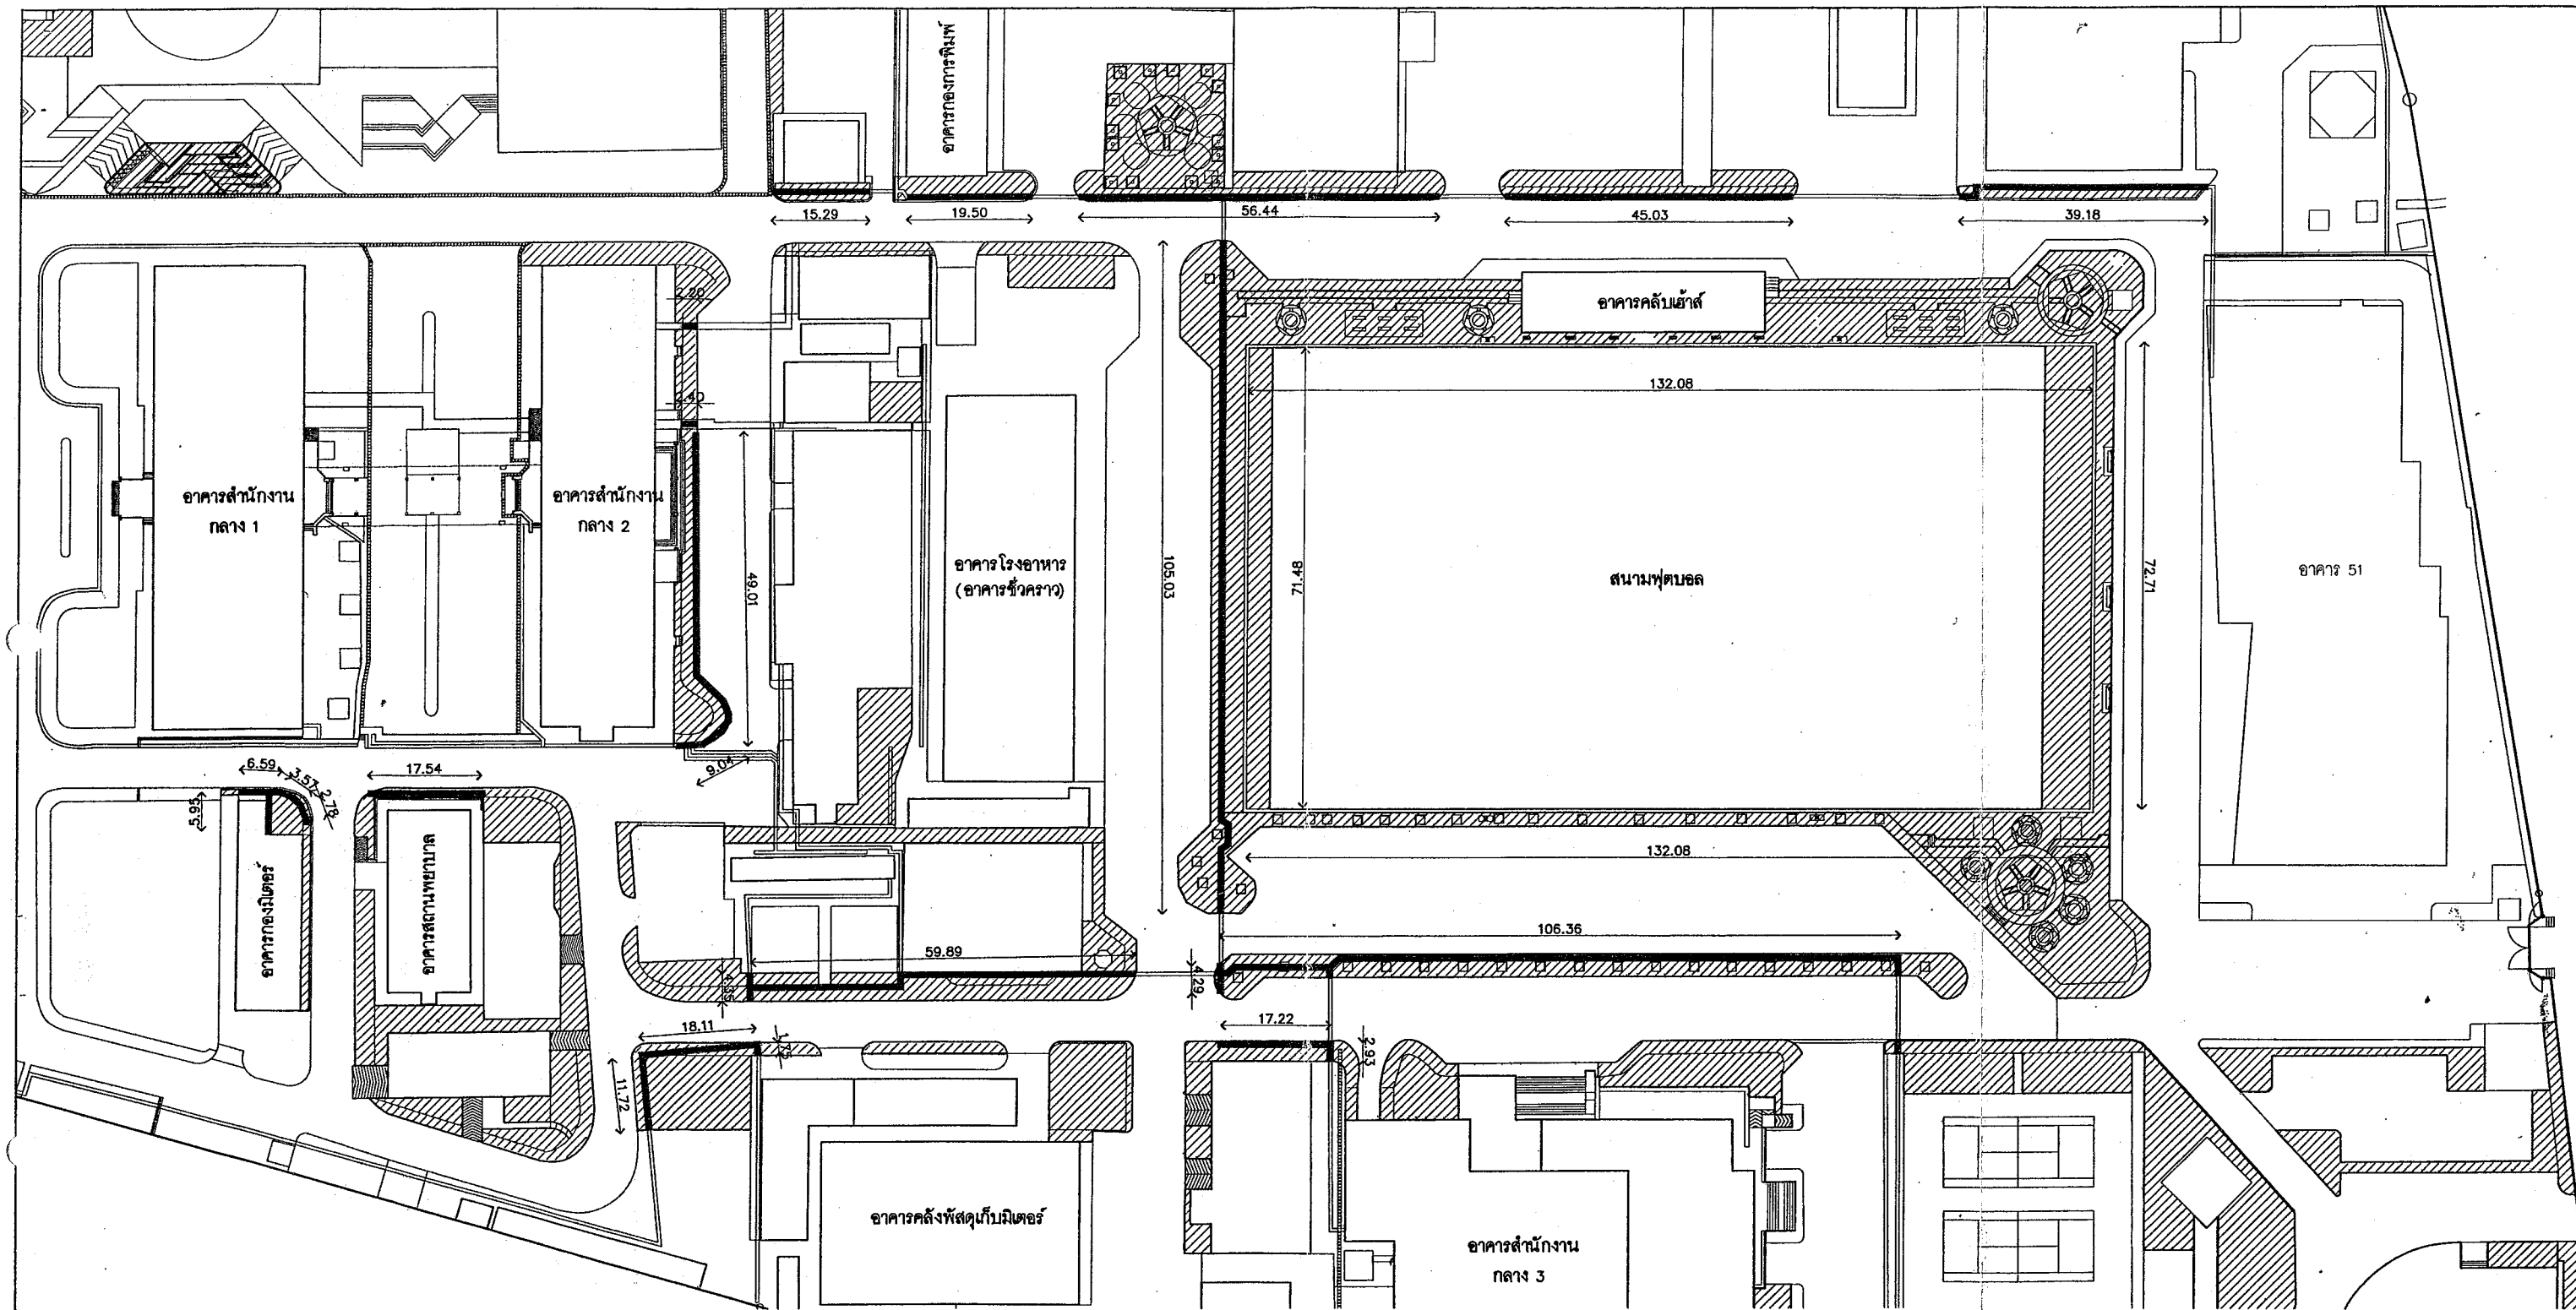 อาคารกองการพิมพ์
15.29
19.50
56.44
45.03
39.18
2.20
อาคารคลับเฮ้าส์
132.08
2.40
อาคารสำนักงาน
กลาง 1
อาคารสำนักงาน
กลาง 2
49.01
อาคารโรงอาหาร
(อาคารชั่วคราว)
105.03
71.48
สนามฟุตบอล
72.71
อาคาร 51
6.59
3.57
2.78
5.95
17.54
9.04
132.08
อาคารกองมิเตอร์
อาคารสถานพยาบาล
59.89
4.35
4.29
106.36
18.11
1.75
11.72
17.22
2.93
อาคารคลังพัสดุเก็บมิเตอร์
อาคารสำนักงาน
กลาง 3